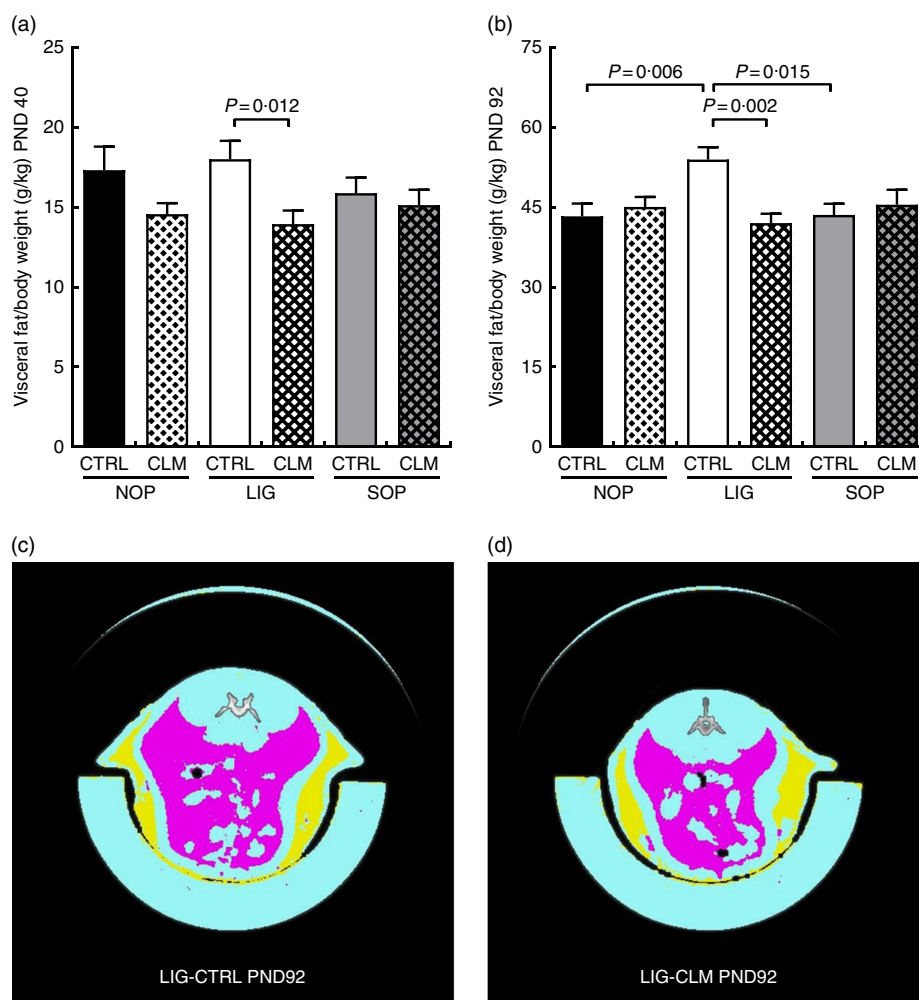 (a)
25
20
15
10
5
0
Visceral fat/body weight (g/kg) PND 40
P=0·012
CTRL CLM CTRL CLM CTRL CLM
NOP LIG SOP
(b)
75
60
45
30
15
0
Visceral fat/body weight (g/kg) PND 92
P=0·006
P=0·015
P=0·002
CTRL CLM CTRL CLM CTRL CLM
NOP LIG SOP
(c)
LIG-CTRL PND92
(d)
LIG-CLM PND92